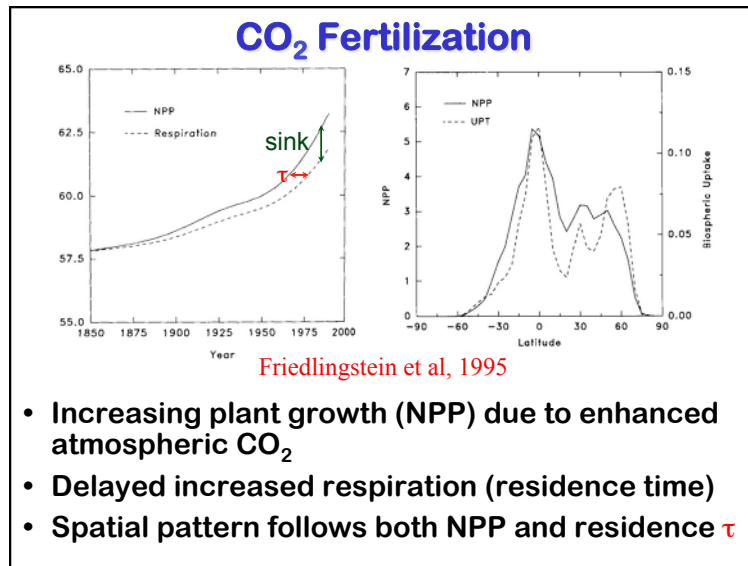 CO₂ Fertilization
65.0
62.5
60.0
57.5
55.0
NPP
Respiration
sink
τ
1850 1875 1900 1925 1950 1975 2000
Year
7
6
5
4
3
2
1
0
NPP
NPP
UPT
0.15
0.10
0.05
0.00
Biospheric Uptake
-90 -60 -30 0 30 60 90
Latitude
Friedlingstein et al, 1995
• Increasing plant growth (NPP) due to enhanced
atmospheric CO₂
• Delayed increased respiration (residence time)
• Spatial pattern follows both NPP and residence τ